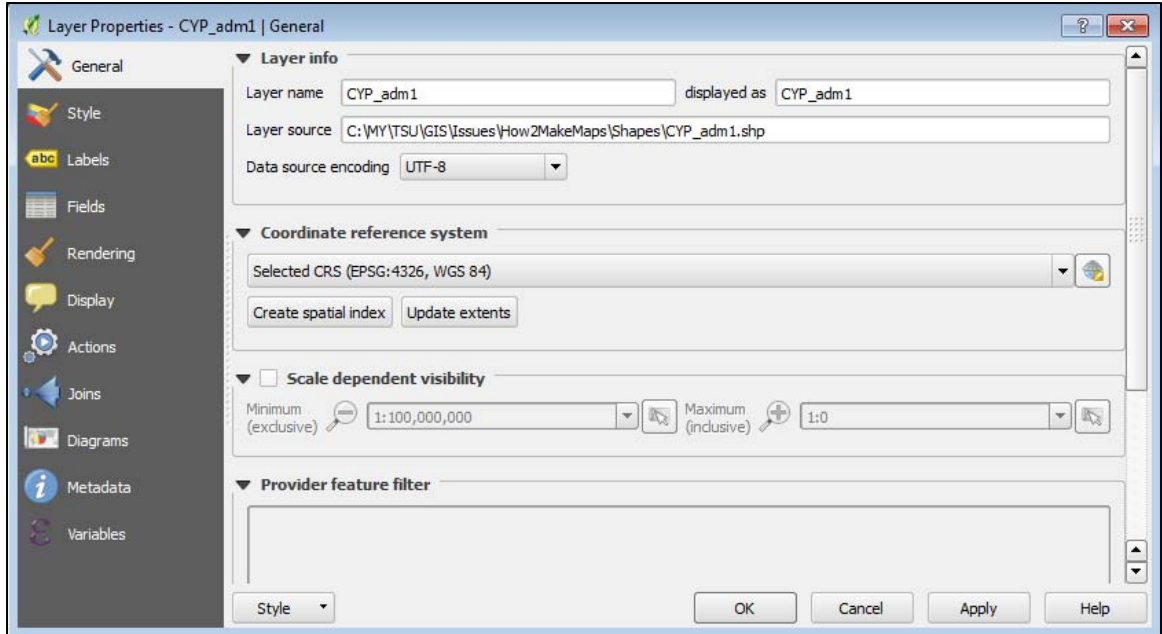 Layer Properties - CYP_adm1 | General
General
Style
abc Labels
Fields
Rendering
Display
Actions
Joins
Diagrams
Metadata
Variables
Layer info
Layer name CYP_adm1 displayed as CYP_adm1
Layer source C:\MY\TSU\GIS\Issues\How2MakeMaps\Shapes\CYP_adm1.shp
Data source encoding UTF-8
Coordinate reference system
Selected CRS (EPSG:4326, WGS 84)
Create spatial index Update extents
Scale dependent visibility
Minimum (exclusive) 1:100,000,000 Maximum (inclusive) 1:0
Provider feature filter
Style OK Cancel Apply Help